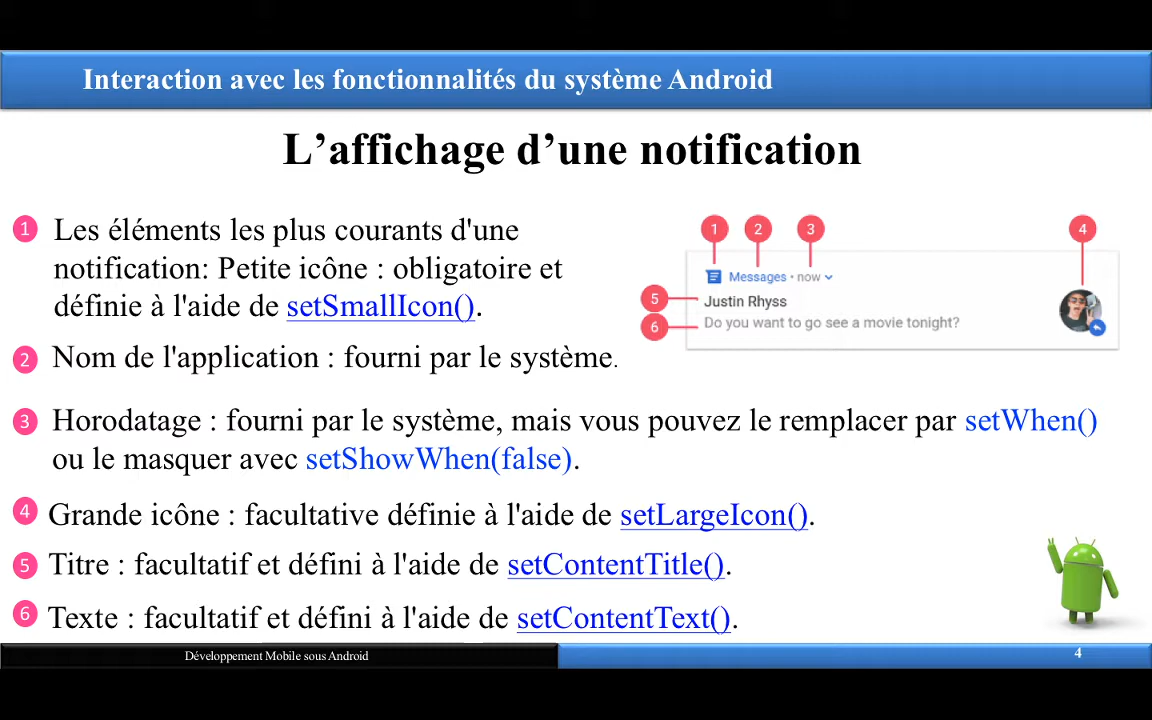 Interaction avec les fonctionnalités du système Android
L’affichage d’une notification
1 Les éléments les plus courants d'une
notification: Petite icône : obligatoire et
définie à l'aide de setSmallIcon().
2 Nom de l'application : fourni par le système.
1 2 3 4
Messages • now
5 Justin Rhyss
6 Do you want to go see a movie tonight?
3 Horodatage : fourni par le système, mais vous pouvez le remplacer par setWhen()
ou le masquer avec setShowWhen(false).
4 Grande icône : facultative définie à l'aide de setLargeIcon().
5 Titre : facultatif et défini à l'aide de setContentTitle().
6 Texte : facultatif et défini à l'aide de setContentText().
Développement Mobile sous Android
4